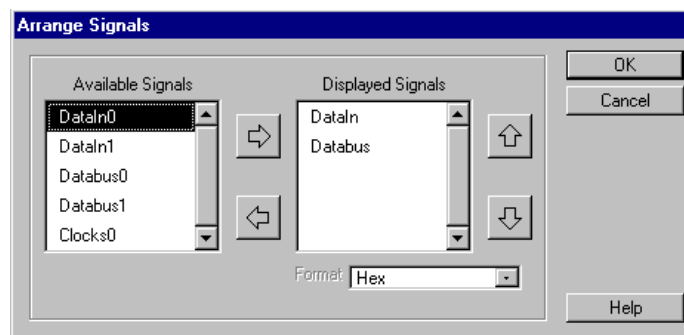 Arrange Signals
Available Signals
DataIn0
DataIn1
Databus0
Databus1
Clocks0
Displayed Signals
DataIn
Databus
Format Hex
OK
Cancel
Help